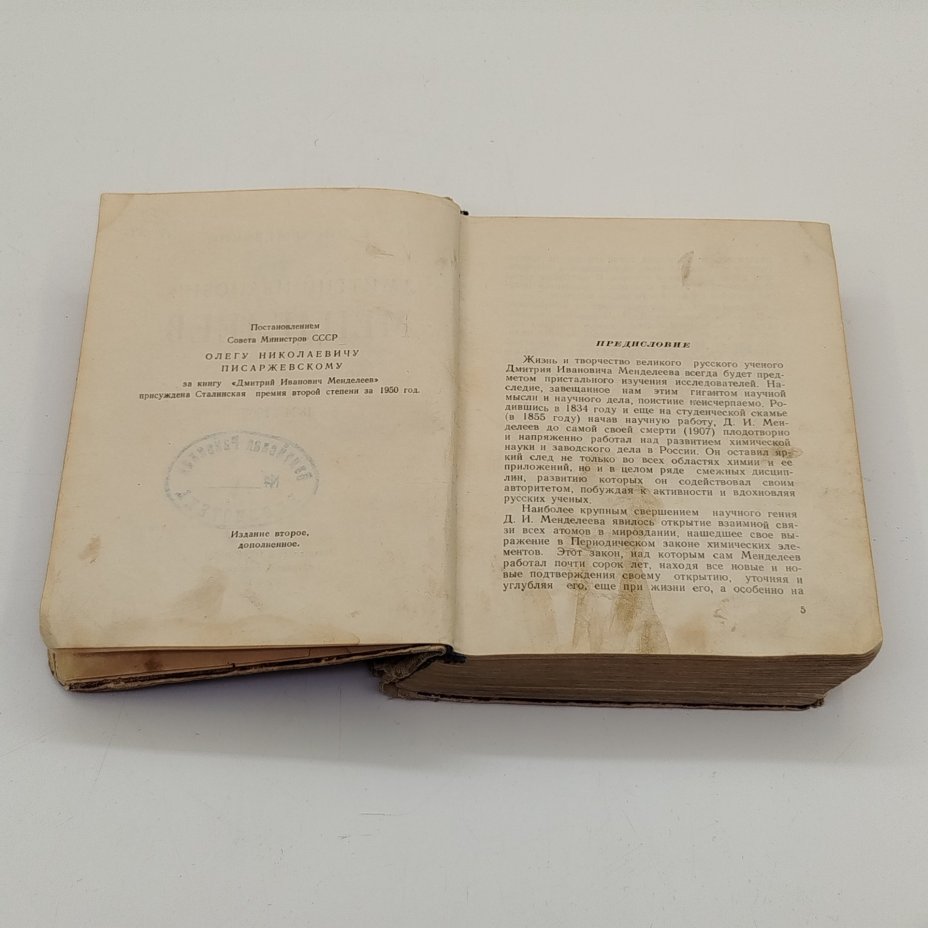 Постановлением
Совета Министров СССР
ОЛЕГУ НИКОЛАЕВИЧУ
ПИСАРЖЕВСКОМУ
за книгу «Дмитрий Иванович Менделеев»
присуждена Сталинская премия второй степени за 1950 год.
Издание второе,
дополненное.
ПРЕДИСЛОВИЕ
Жизнь и творчество великого русского ученого
Дмитрия Ивановича Менделеева всегда будет пред-
метом пристального изучения исследователей. На-
следие, завещанное нам этим гигантом научной
мысли и научного дела, поистине неисчерпаемо. Ро-
дившись в 1834 году и еще на студенческой скамье
(в 1855 году) начав научную работу, Д. И. Мен-
делеев до самой своей смерти (1907) плодотворно
и напряженно работал над развитием химической
науки и заводского дела в России. Он оставил яр-
кий след не только во всех областях химии и ее
приложений, но и в целом ряде смежных дисцип-
лин, развитию которых он содействовал своим
авторитетом, побуждая к активности и вдохновляя
русских ученых.
Наиболее крупным свершением научного гения
Д. И. Менделеева явилось открытие взаимной свя-
зи всех атомов в мироздании, нашедшее свое вы-
ражение в Периодическом законе химических эле-
ментов. Этот закон, над которым сам Менделеев
работал почти сорок лет, находя все новые и но-
вые подтверждения своему открытию, уточняя и
углубляя его, еще при жизни его, а особенно на
5